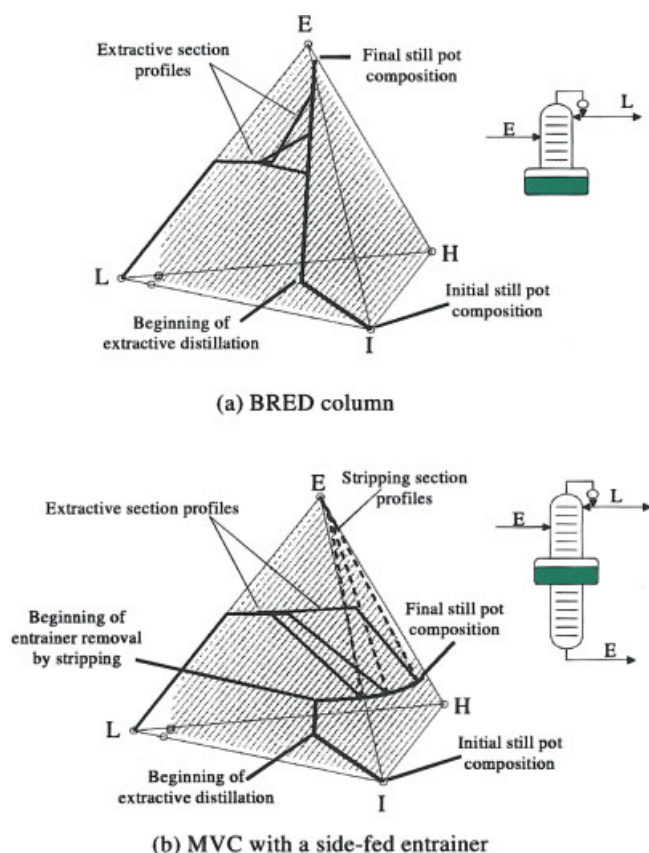 E
Extractive section
profiles
Final still pot
composition
L
E
H
L
Beginning of
extractive distillation
I
Initial still pot
composition
(a) BRED column
E
Stripping section
profiles
Extractive section profiles
L
E
Beginning of
entrainer removal
by stripping
Final still pot
composition
E
H
L
Initial still pot
composition
Beginning of
extractive distillation
I
(b) MVC with a side-fed entrainer